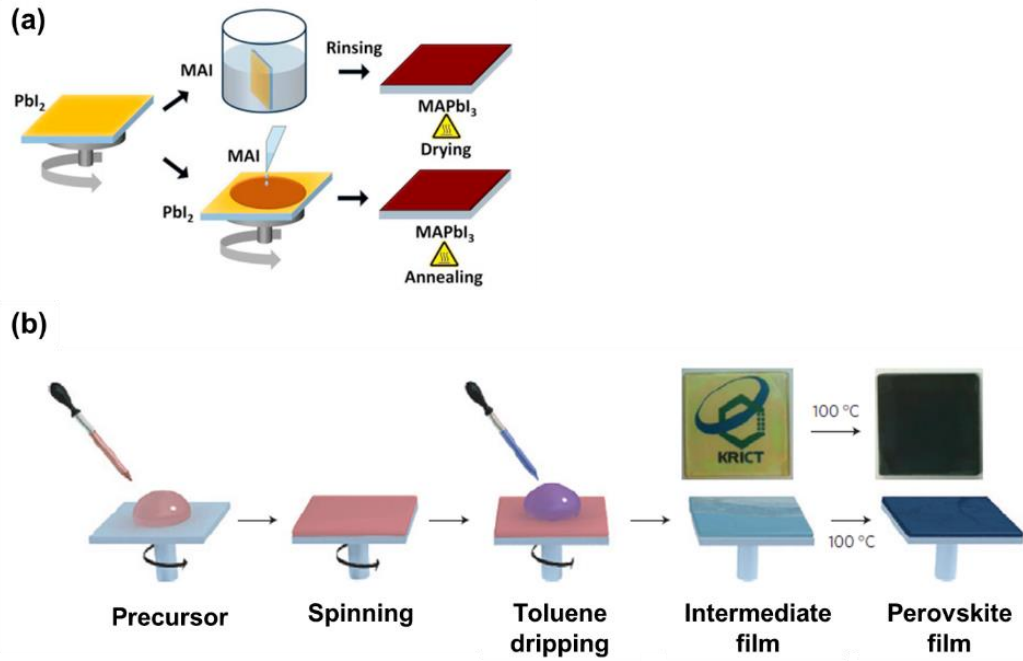 (a)
PbI₂
MAI
Rinsing
MAPbI₃
Drying
MAI
PbI₂
MAPbI₃
Annealing
(b)
KRICT
100 °C
100 °C
Precursor
Spinning
Toluene
dripping
Intermediate
film
Perovskite
film